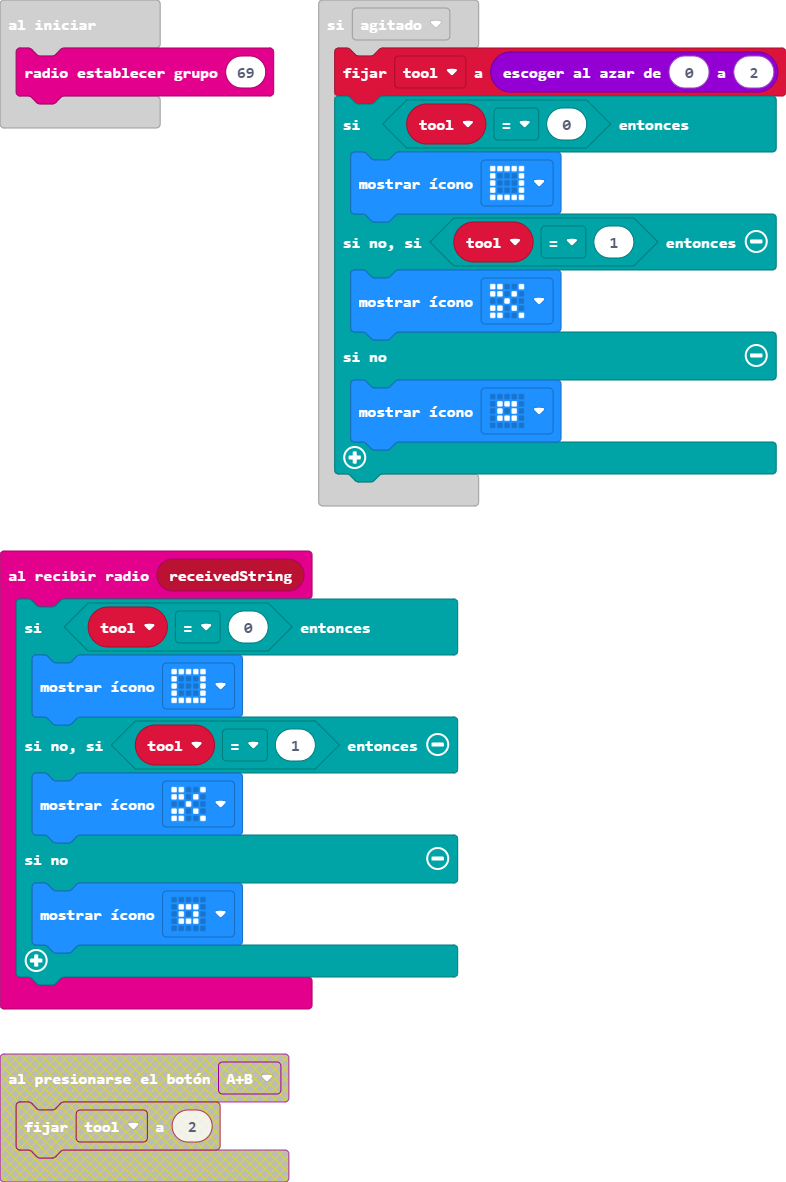 al iniciar
radio establecer grupo 69
si agitado
fijar tool a escoger al azar de 0 a 2
si tool = 0 entonces
mostrar ícono
si no, si tool = 1 entonces
mostrar ícono
si no
mostrar ícono
al recibir radio receivedString
si tool = 0 entonces
mostrar ícono
si no, si tool = 1 entonces
mostrar ícono
si no
mostrar ícono
al presionarse el botón A+B
fijar tool a 2